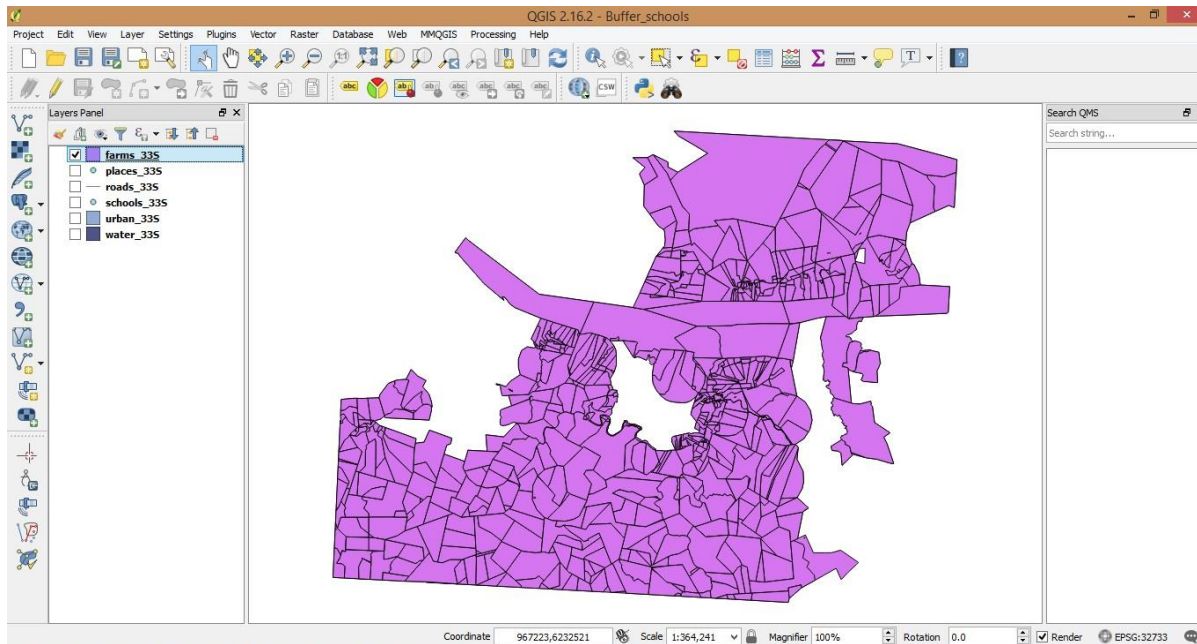 QGIS 2.16.2 - Buffer_schools
Project Edit View Layer Settings Plugins Vector Raster Database Web MMQGIS Processing Help
abc abc CSW
Layers Panel
Search QMS
Search string...
farms_33S
places_33S
roads_33S
schools_33S
urban_33S
water_33S
Coordinate 967223,6232521 Scale 1:364,241 Magnifier 100% Rotation 0.0 Render EPSG:32733